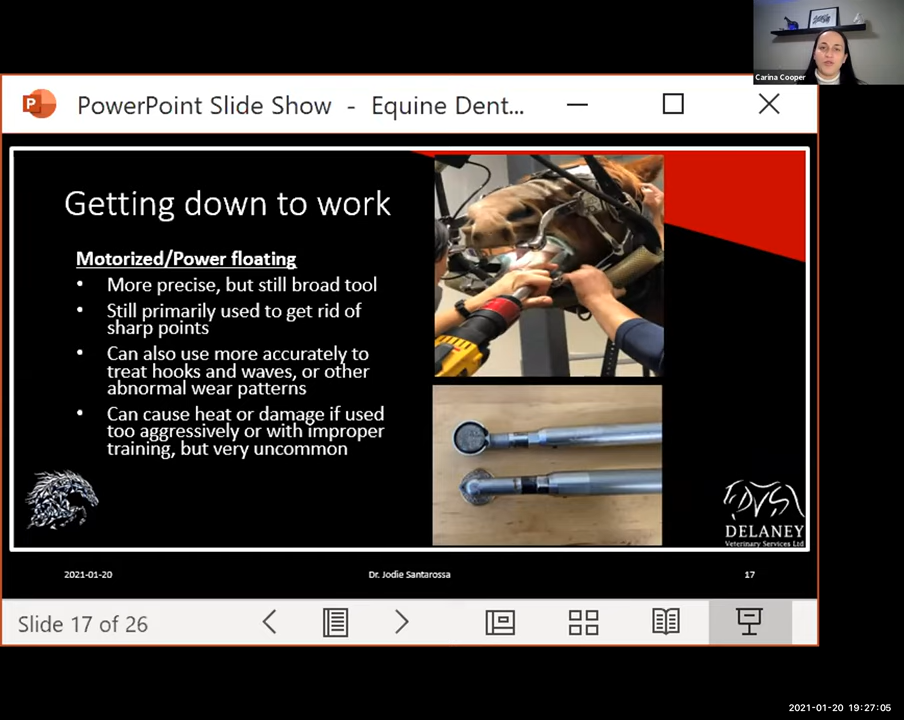 Carina Cooper
PowerPoint Slide Show - Equine Dent...
Getting down to work
Motorized/Power floating
• More precise, but still broad tool
• Still primarily used to get rid of
sharp points
• Can also use more accurately to
treat hooks and waves, or other
abnormal wear patterns
• Can cause heat or damage if used
too aggressively or with improper
training, but very uncommon
DVS
DELANEY
Veterinary Services Ltd
2021-01-20
Dr. Jodie Santarossa
17
Slide 17 of 26
2021-01-20 19:27:05